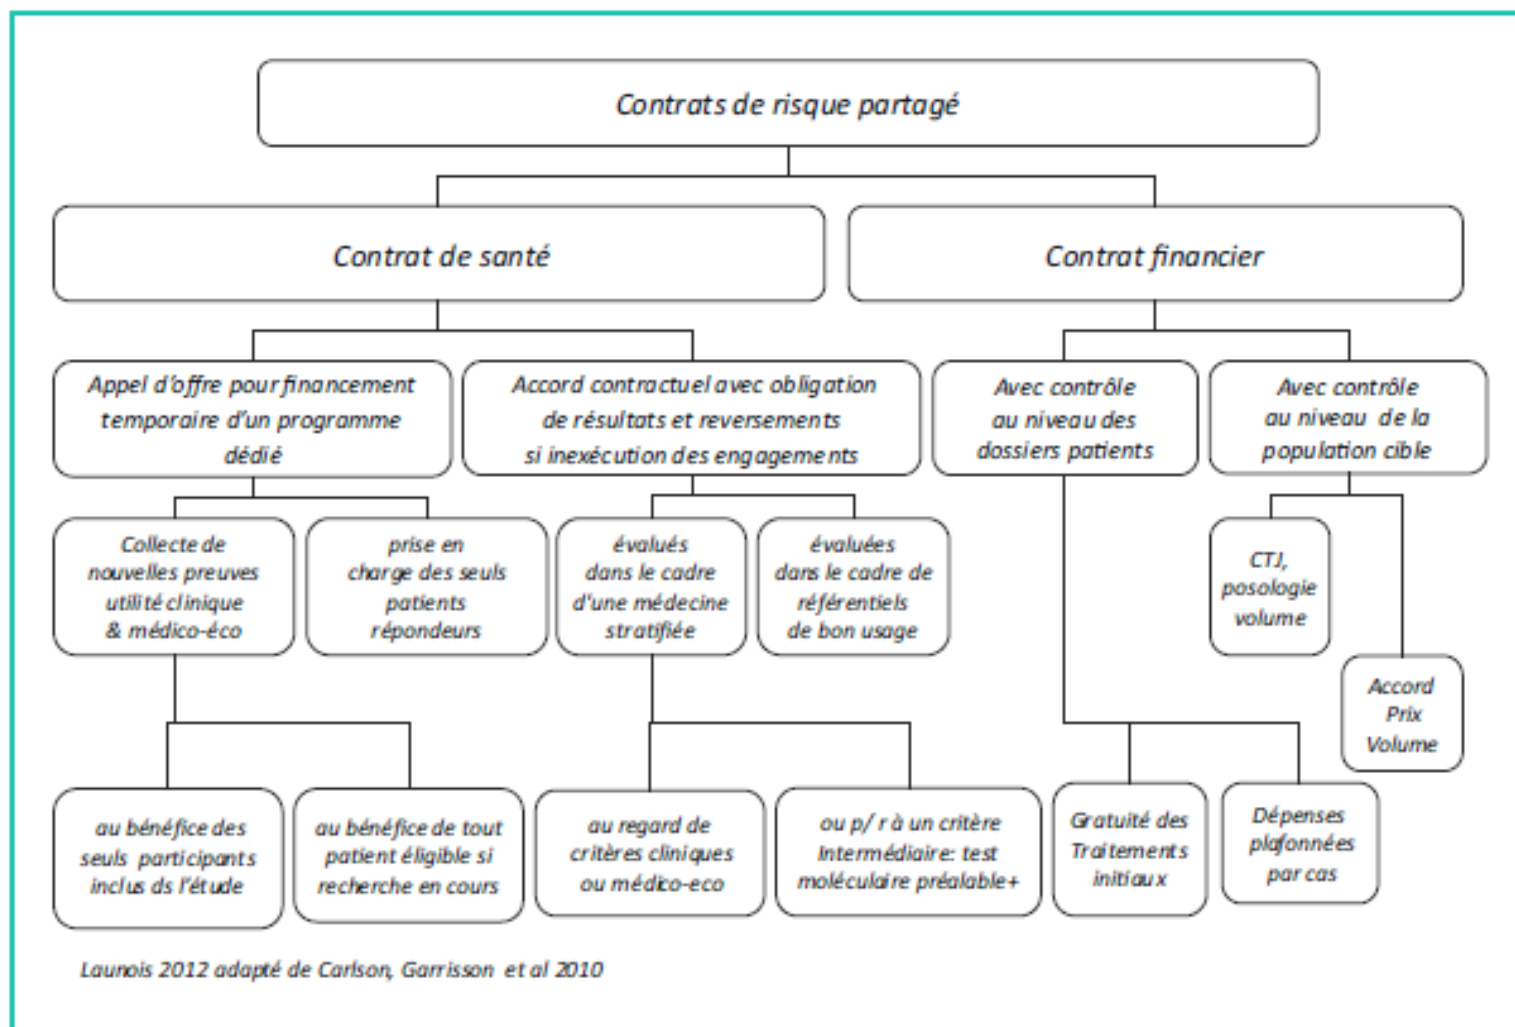 Contrats de risque partagé
Contrat de santé
Contrat financier
Appel d'offre pour financement
temporaire d'un programme
dédié
Accord contractuel avec obligation
de résultats et reversements
si inexécution des engagements
Avec contrôle
au niveau des
dossiers patients
Avec contrôle
au niveau de la
population cible
Collecte de
nouvelles preuves
utilité clinique
& médico-éco
prise en
charge des seuls
patients
répondeurs
évalués
dans le cadre
d'une médecine
stratifiée
évaluées
dans le cadre de
référentiels
de bon usage
CTJ,
posologie
volume
Accord
Prix
Volume
au bénéfice des
seuls participants
inclus ds l'étude
au bénéfice de tout
patient éligible si
recherche en cours
au regard de
critères cliniques
ou médico-eco
ou p/ r à un critère
Intermédiaire: test
moléculaire préalable+
Gratuité des
Traitements
initiaux
Dépenses
plafonnées
par cas
Launois 2012 adapté de Carlson, Garrisson et al 2010